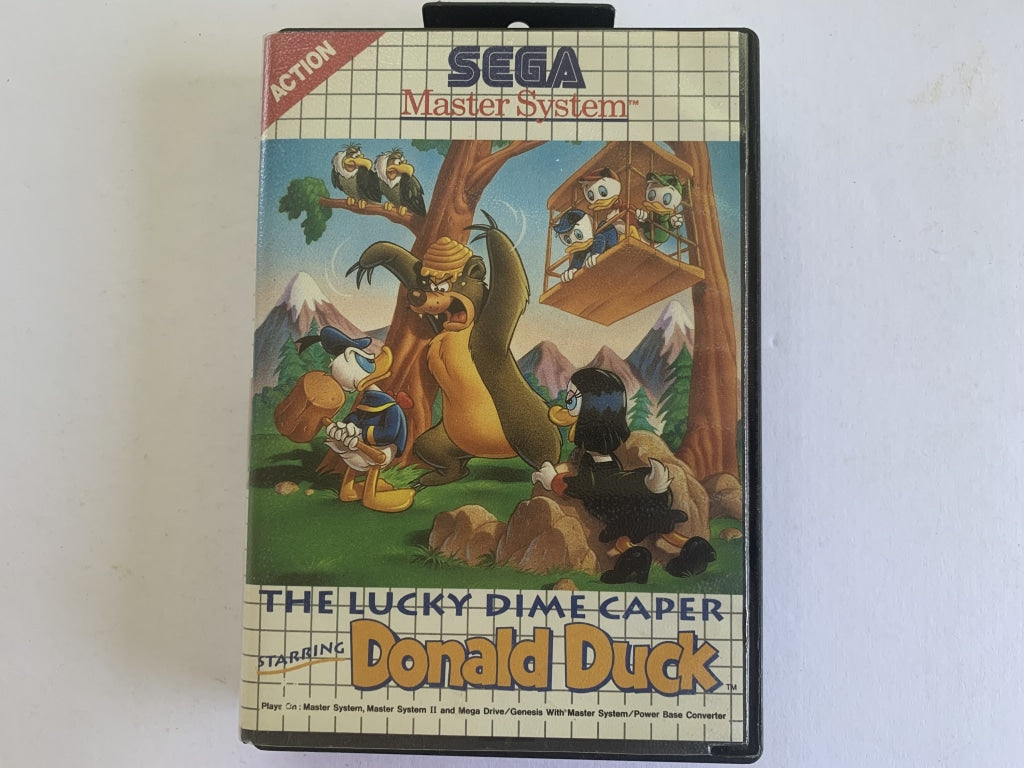 ACTION
SEGA
Master System™
THE LUCKY DIME CAPER
STARRING Donald Duck™
Plays On : Master System, Master System II and Mega Drive/Genesis With Master System/Power Base Converter